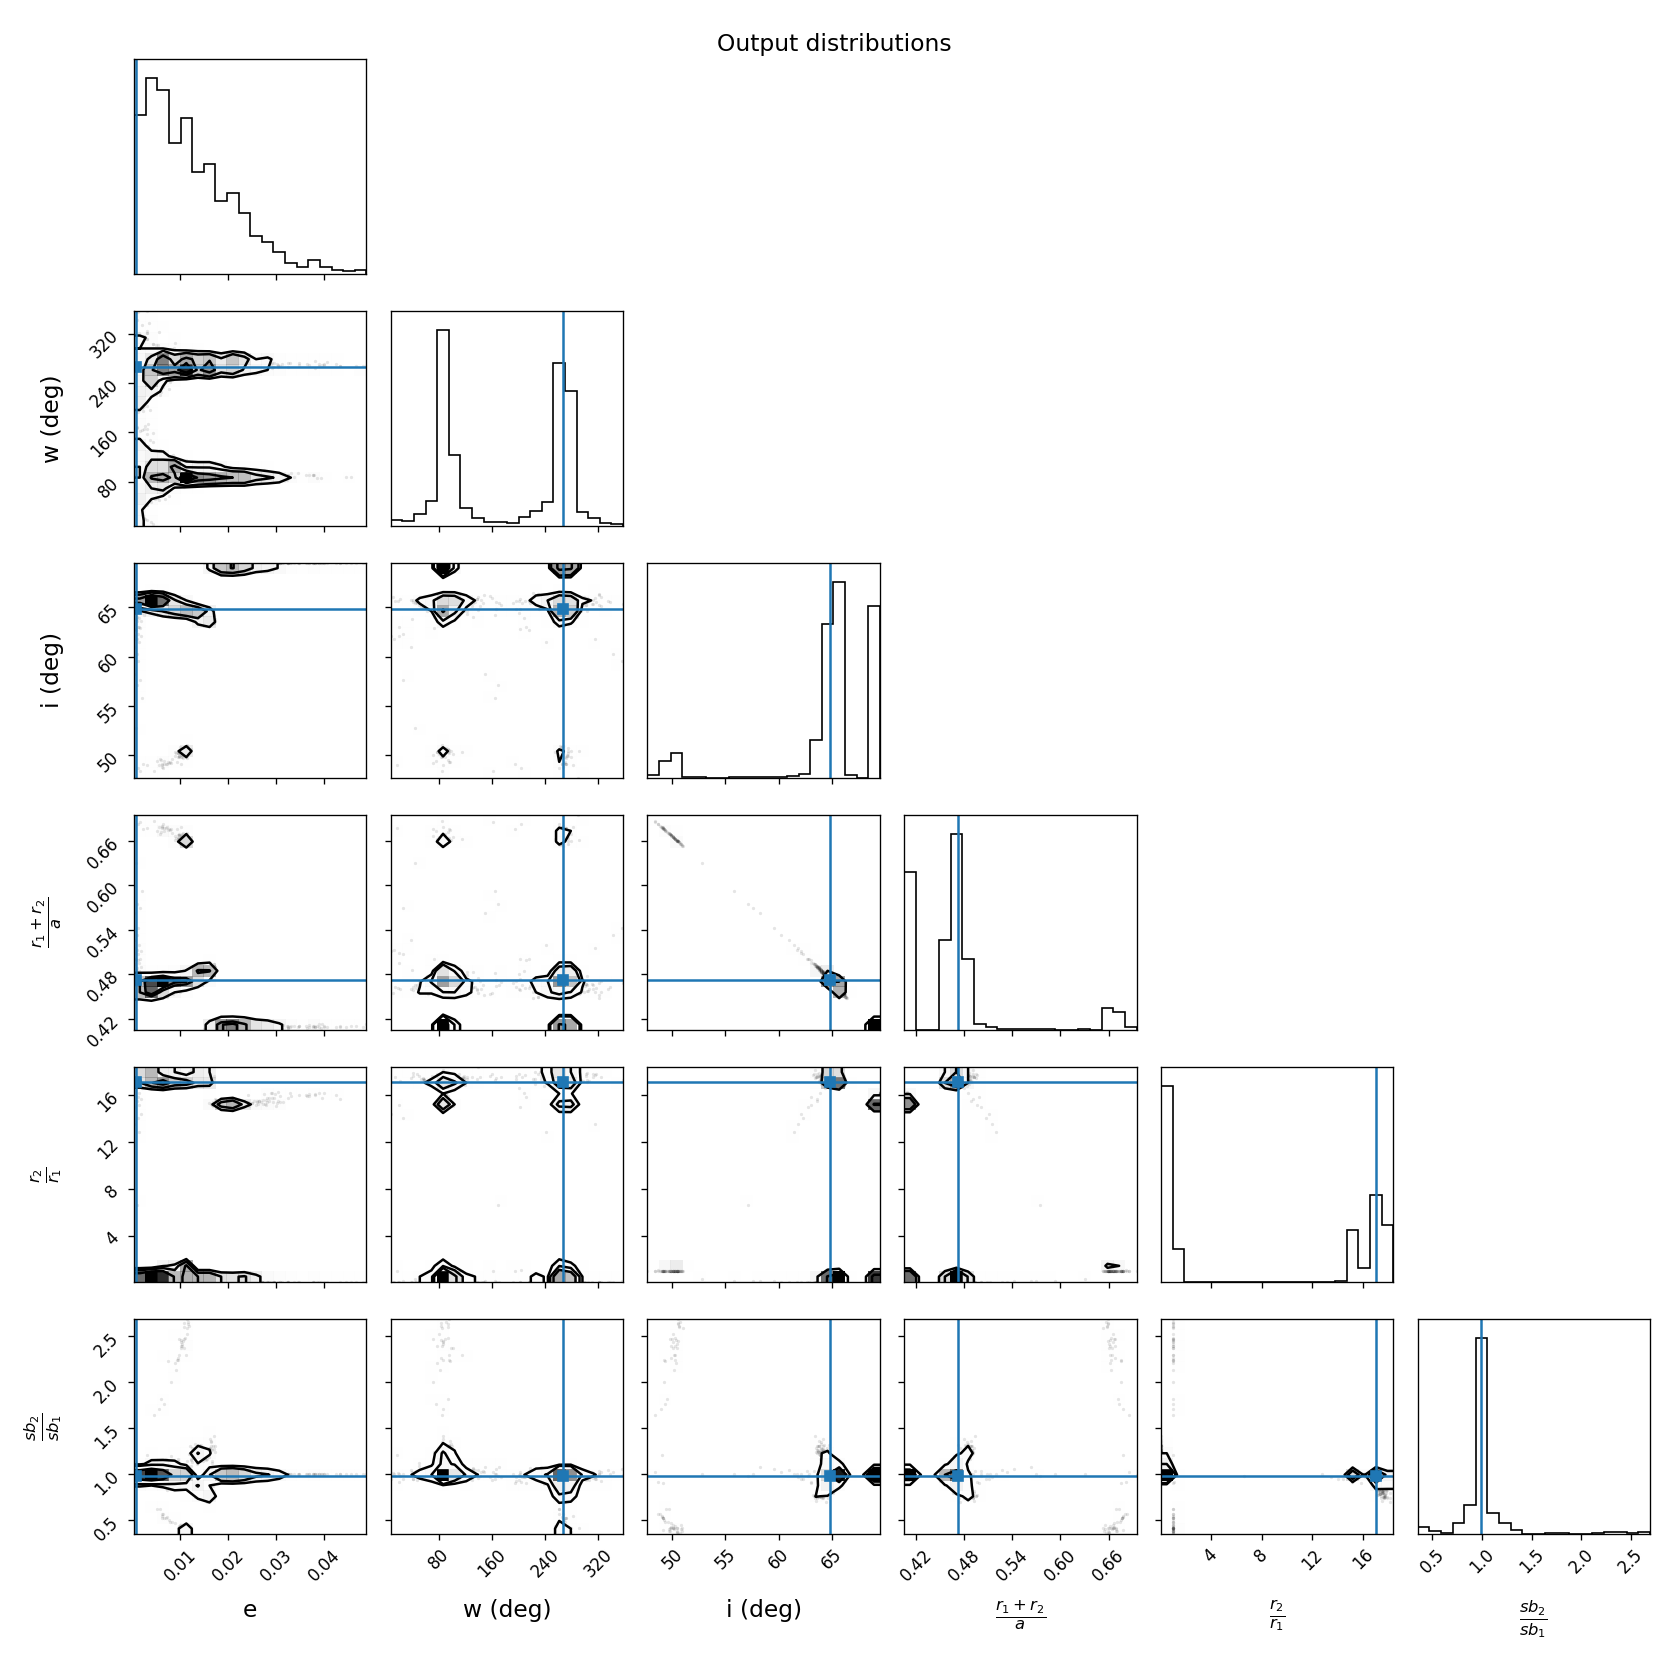 Output distributions
320
240
160
80
w (deg)
65
60
55
50
i (deg)
0.66
0.60
0.54
0.48
0.42
r1 + r2
a
16
12
8
4
r2
r1
2.5
2.0
1.5
1.0
0.5
sb2
sb1
0.01 0.02 0.03 0.04
80 160 240 320
50 55 60 65
0.42 0.48 0.54 0.60 0.66
4 8 12 16
0.5 1.0 1.5 2.0 2.5
e
w (deg)
i (deg)
r1 + r2
a
r2
r1
sb2
sb1